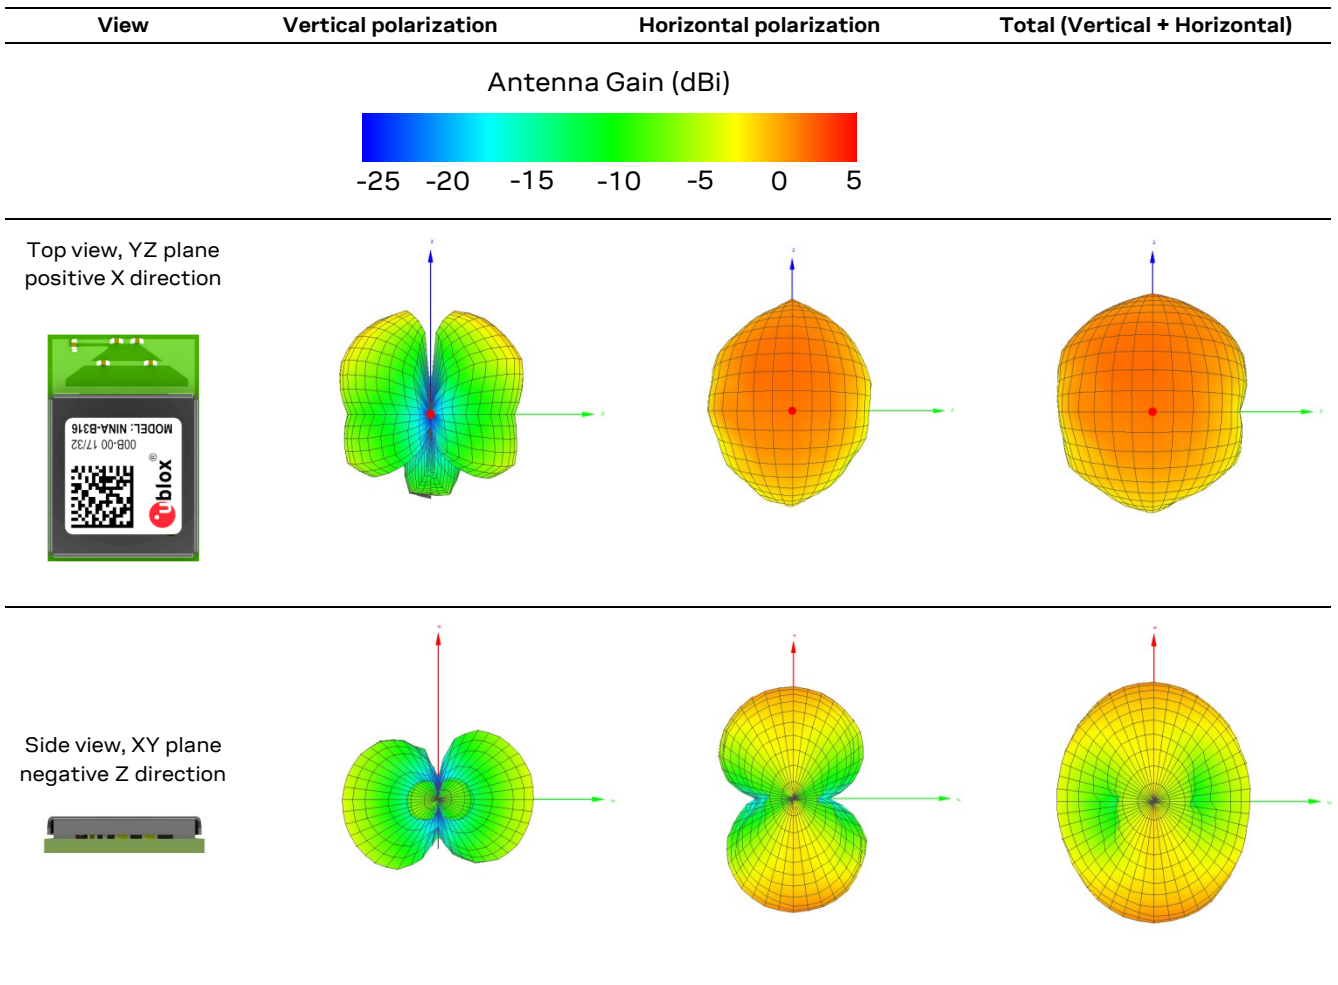 View Vertical polarization Horizontal polarization Total (Vertical + Horizontal)
Antenna Gain (dBi)
-25 -20 -15 -10 -5 0 5
Top view, YZ plane
positive X direction
MODEL: NINA-B316
00B-00 17/32
ublox®
Z
Z
Z
Side view, XY plane
negative Z direction